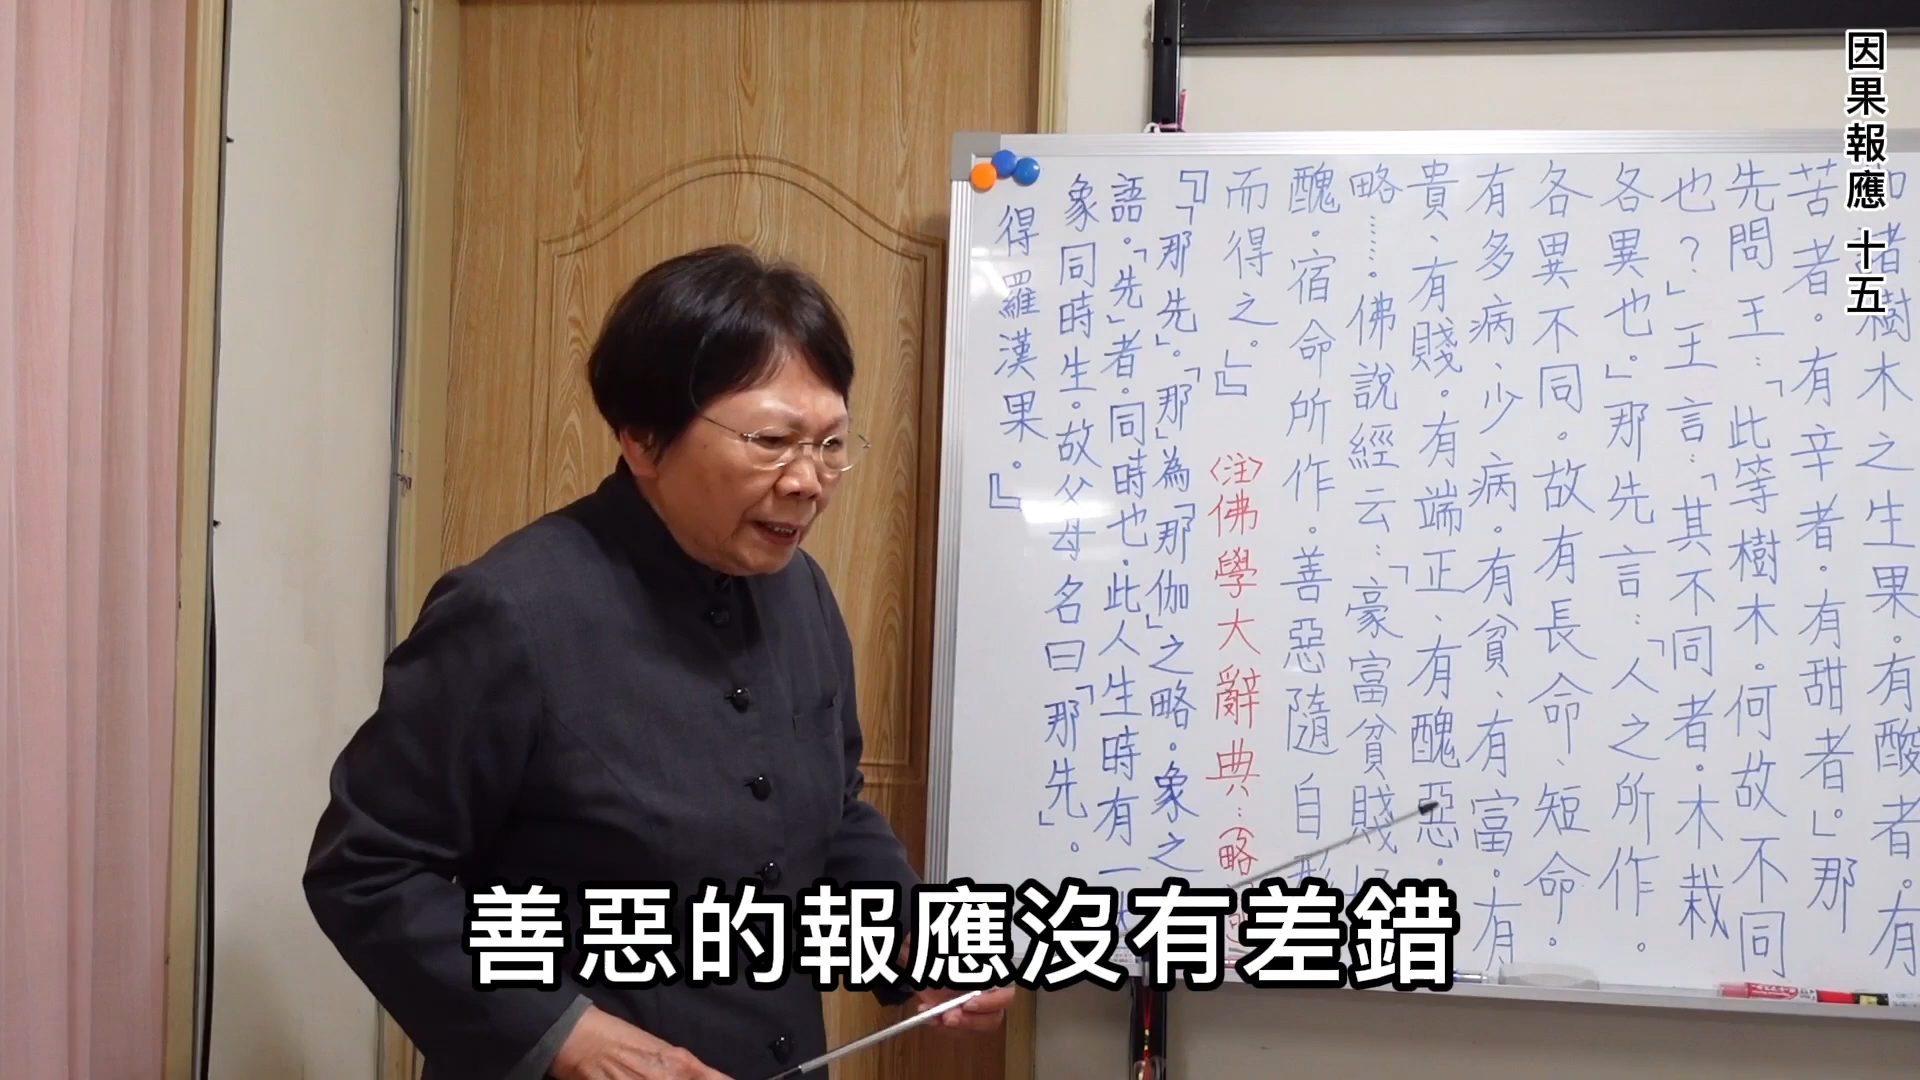 因果報應 十五
諸樹木之生果。有酸者。有
苦者。有辛者。有甜者。」那
先問王：「此等樹木。何故不同
也？」王言：「其不同者。木栽
各異也。」那先言：「人之所作。
各異不同。故有長命、短命。
有多病、少病。有貧、有富。有
貴、有賤。有端正、有醜惡。
略……。佛說經云：「豪富貧賤
醜。宿命所作。善惡隨自
而得之。』
〈注〉佛學大辭典：(略
『「那先」。「那」為「那伽」之略。象之
語。「先」者。同時也。此人生時有一
象同時生。故父母名曰「那先」。
得羅漢果。』
善惡的報應沒有差錯